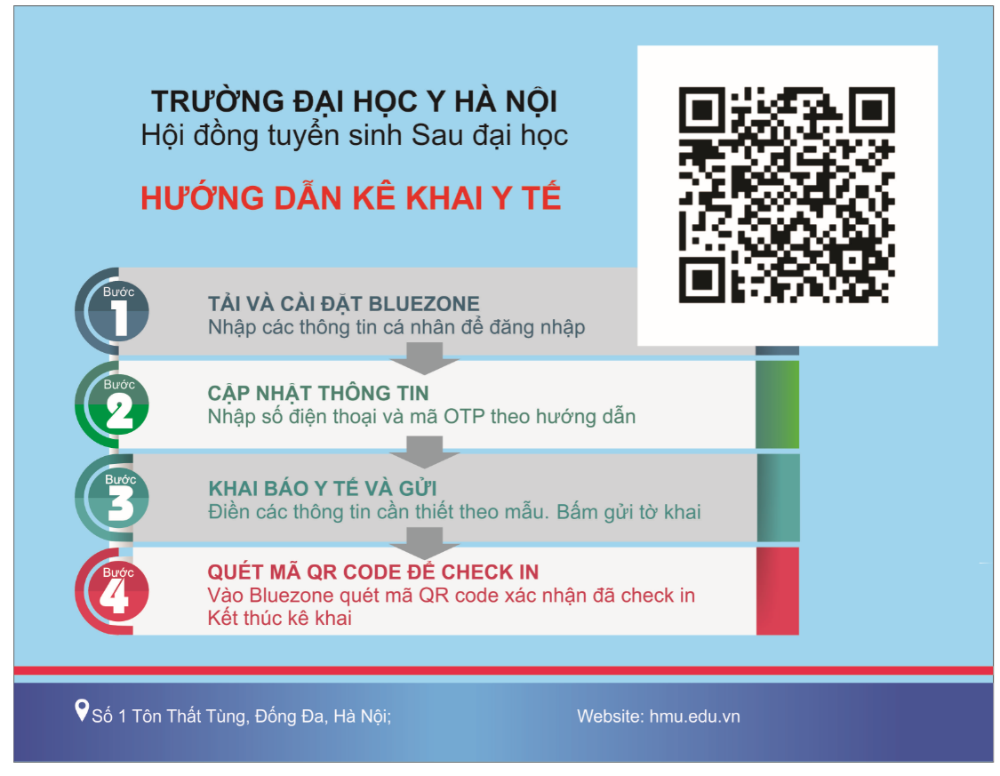 TRƯỜNG ĐẠI HỌC Y HÀ NỘI
Hội đồng tuyển sinh Sau đại học
HƯỚNG DẪN KÊ KHAI Y TẾ
Bước
1
TẢI VÀ CÀI ĐẶT BLUEZONE
Nhập các thông tin cá nhân để đăng nhập
Bước
2
CẬP NHẬT THÔNG TIN
Nhập số điện thoại và mã OTP theo hướng dẫn
Bước
3
KHAI BÁO Y TẾ VÀ GỬI
Điền các thông tin cần thiết theo mẫu. Bấm gửi tờ khai
Bước
4
QUÉT MÃ QR CODE ĐỂ CHECK IN
Vào Bluezone quét mã QR code xác nhận đã check in
Kết thúc kê khai
Số 1 Tôn Thất Tùng, Đống Đa, Hà Nội;
Website: hmu.edu.vn